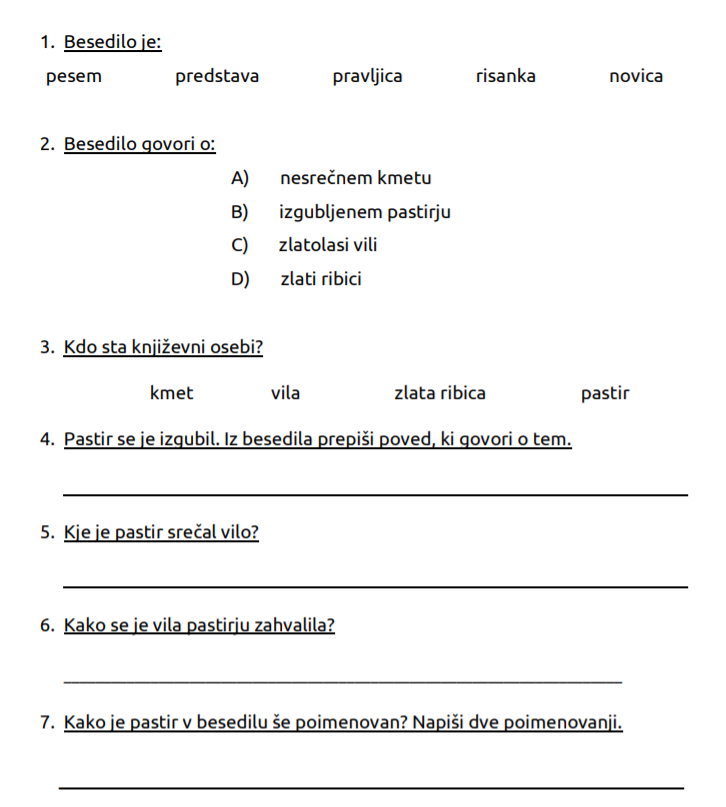 1. Besedilo je:
pesem predstava pravljica risanka novica
2. Besedilo govori o:
A) nesrečnem kmetu
B) izgubljenem pastirju
C) zlatolasi vili
D) zlati ribici
3. Kdo sta književni osebi?
kmet vila zlata ribica pastir
4. Pastir se je izgubil. Iz besedila prepiši poved, ki govori o tem.
5. Kje je pastir srečal vilo?
6. Kako se je vila pastirju zahvalila?
7. Kako je pastir v besedilu še poimenovan? Napiši dve poimenovanji.